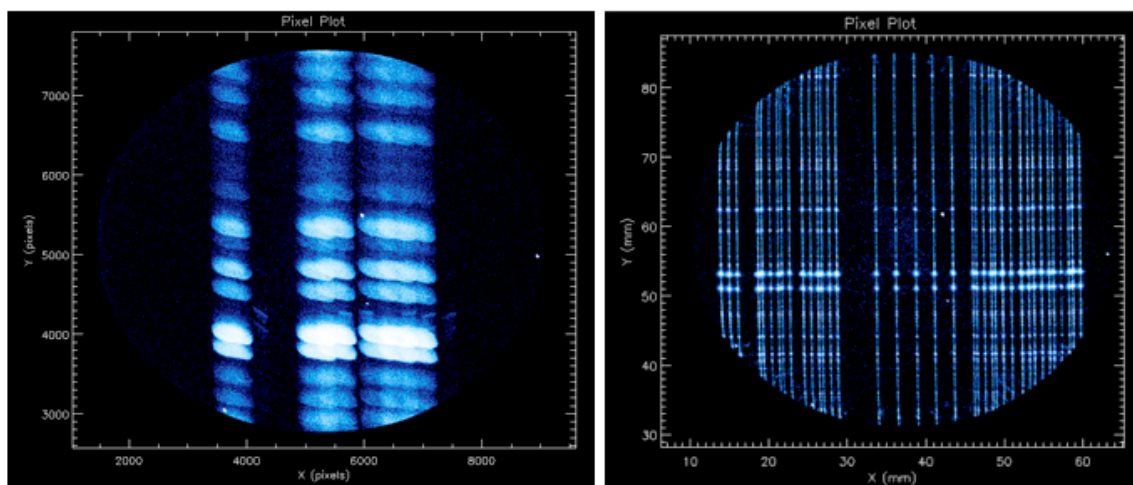 Pixel Plot
7000
6000
5000
4000
3000
Y (pixels)
2000 4000 6000 8000
X (pixels)
Pixel Plot
80
70
60
50
40
30
Y (mm)
10 20 30 40 50 60
X (mm)